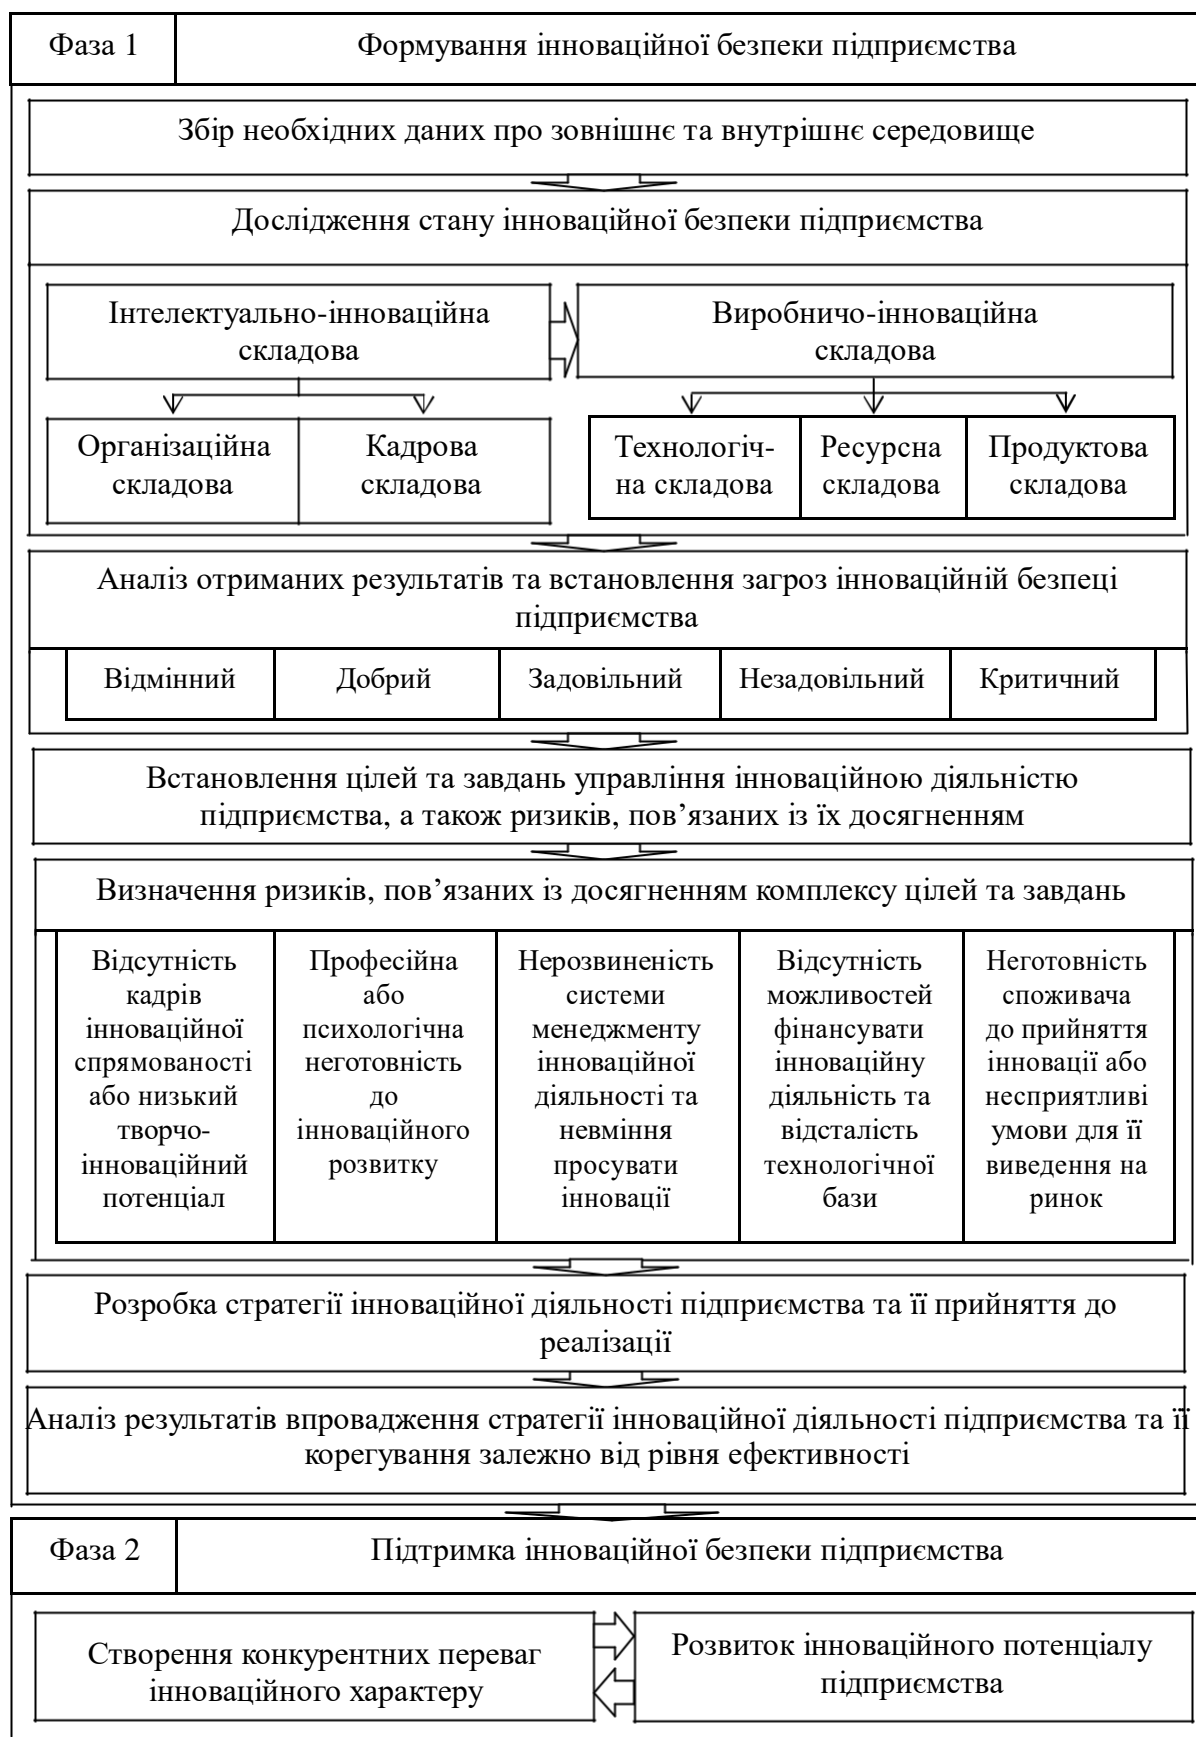 Фаза 1
Формування інноваційної безпеки підприємства
Збір необхідних даних про зовнішнє та внутрішнє середовище
Дослідження стану інноваційної безпеки підприємства
Інтелектуально-інноваційна
складова
Виробничо-інноваційна
складова
Організаційна
складова
Кадрова
складова
Технологіч-
на складова
Ресурсна
складова
Продуктова
складова
Аналіз отриманих результатів та встановлення загроз інноваційній безпеці
підприємства
Відмінний
Добрий
Задовільний
Незадовільний
Критичний
Встановлення цілей та завдань управління інноваційною діяльністю
підприємства, а також ризиків, пов’язаних із їх досягненням
Визначення ризиків, пов’язаних із досягненням комплексу цілей та завдань
Відсутність
кадрів
інноваційної
спрямованості
або низький
творчо-
інноваційний
потенціал
Професійна
або
психологічна
неготовність
до
інноваційного
розвитку
Нерозвиненість
системи
менеджменту
інноваційної
діяльності та
невміння
просувати
інновації
Відсутність
можливостей
фінансувати
інноваційну
діяльність та
відсталість
технологічної
бази
Неготовність
споживача
до прийняття
інновації або
несприятливі
умови для її
виведення на
ринок
Розробка стратегії інноваційної діяльності підприємства та її прийняття до
реалізації
Аналіз результатів впровадження стратегії інноваційної діяльності підприємства та її
корегування залежно від рівня ефективності
Фаза 2
Підтримка інноваційної безпеки підприємства
Створення конкурентних переваг
інноваційного характеру
Розвиток інноваційного потенціалу
підприємства